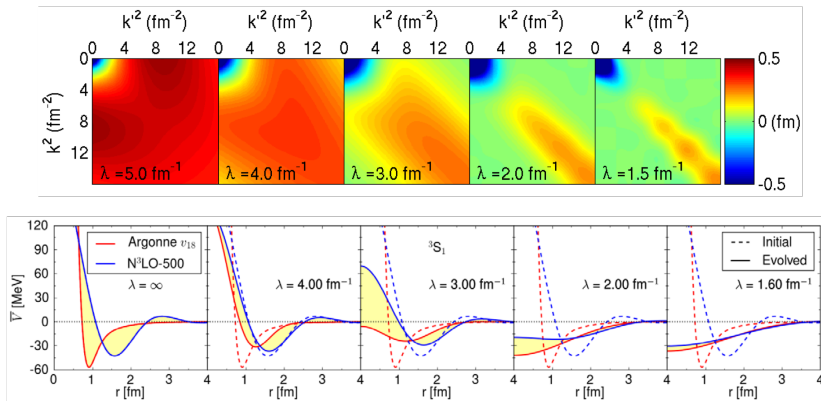 k'² (fm⁻²) k'² (fm⁻²) k'² (fm⁻²)
0 4 8 12 0 4 8 12 0 4 8 12 0 4 8 12 0 4 8 12
k² (fm⁻²)
0
4
8
12
λ =5.0 fm⁻¹ λ =4.0 fm⁻¹ λ =3.0 fm⁻¹ λ =2.0 fm⁻¹ λ =1.5 fm⁻¹
0.5
0 (fm)
-0.5
V̅ [MeV]
120
90
60
30
0
-30
-60
Argonne v₁₈
N³LO-500
λ = ∞
λ = 4.00 fm⁻¹
³S₁
λ = 3.00 fm⁻¹
λ = 2.00 fm⁻¹
Initial
Evolved
λ = 1.60 fm⁻¹
0 1 2 3 4 1 2 3 4 1 2 3 4 1 2 3 4 1 2 3 4
r [fm] r [fm] r [fm] r [fm] r [fm]